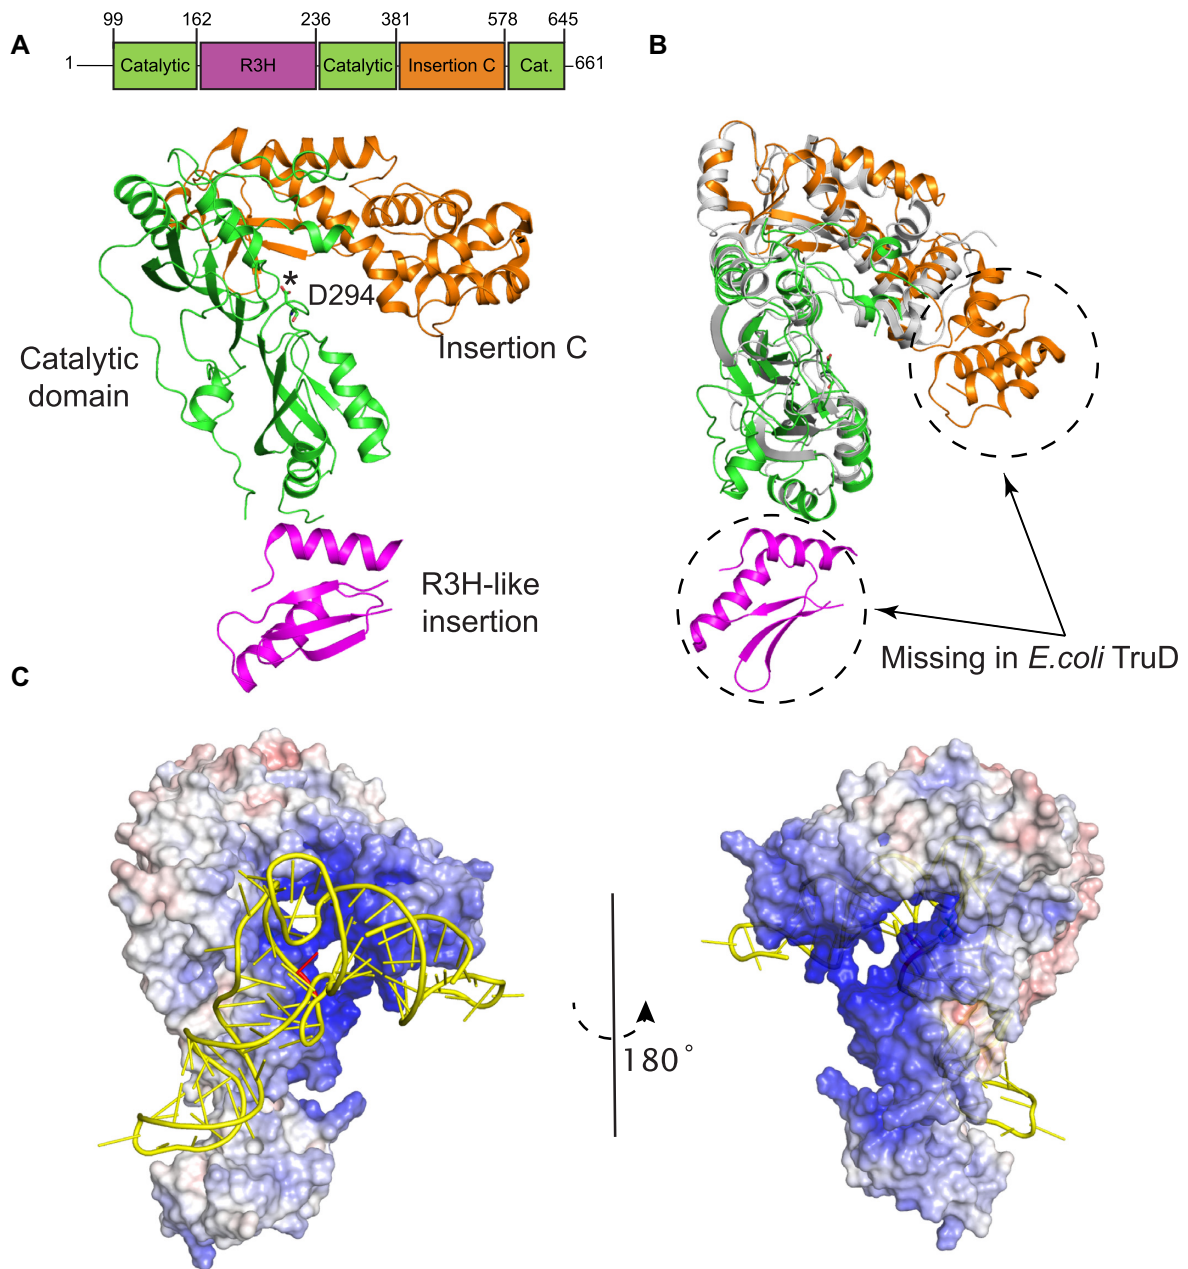 A
99 162 236 381 578 645
1 Catalytic R3H Catalytic Insertion C Cat. 661
* D294
Insertion C
Catalytic
domain
R3H-like
insertion
B
Missing in E.coli TruD
C
180°